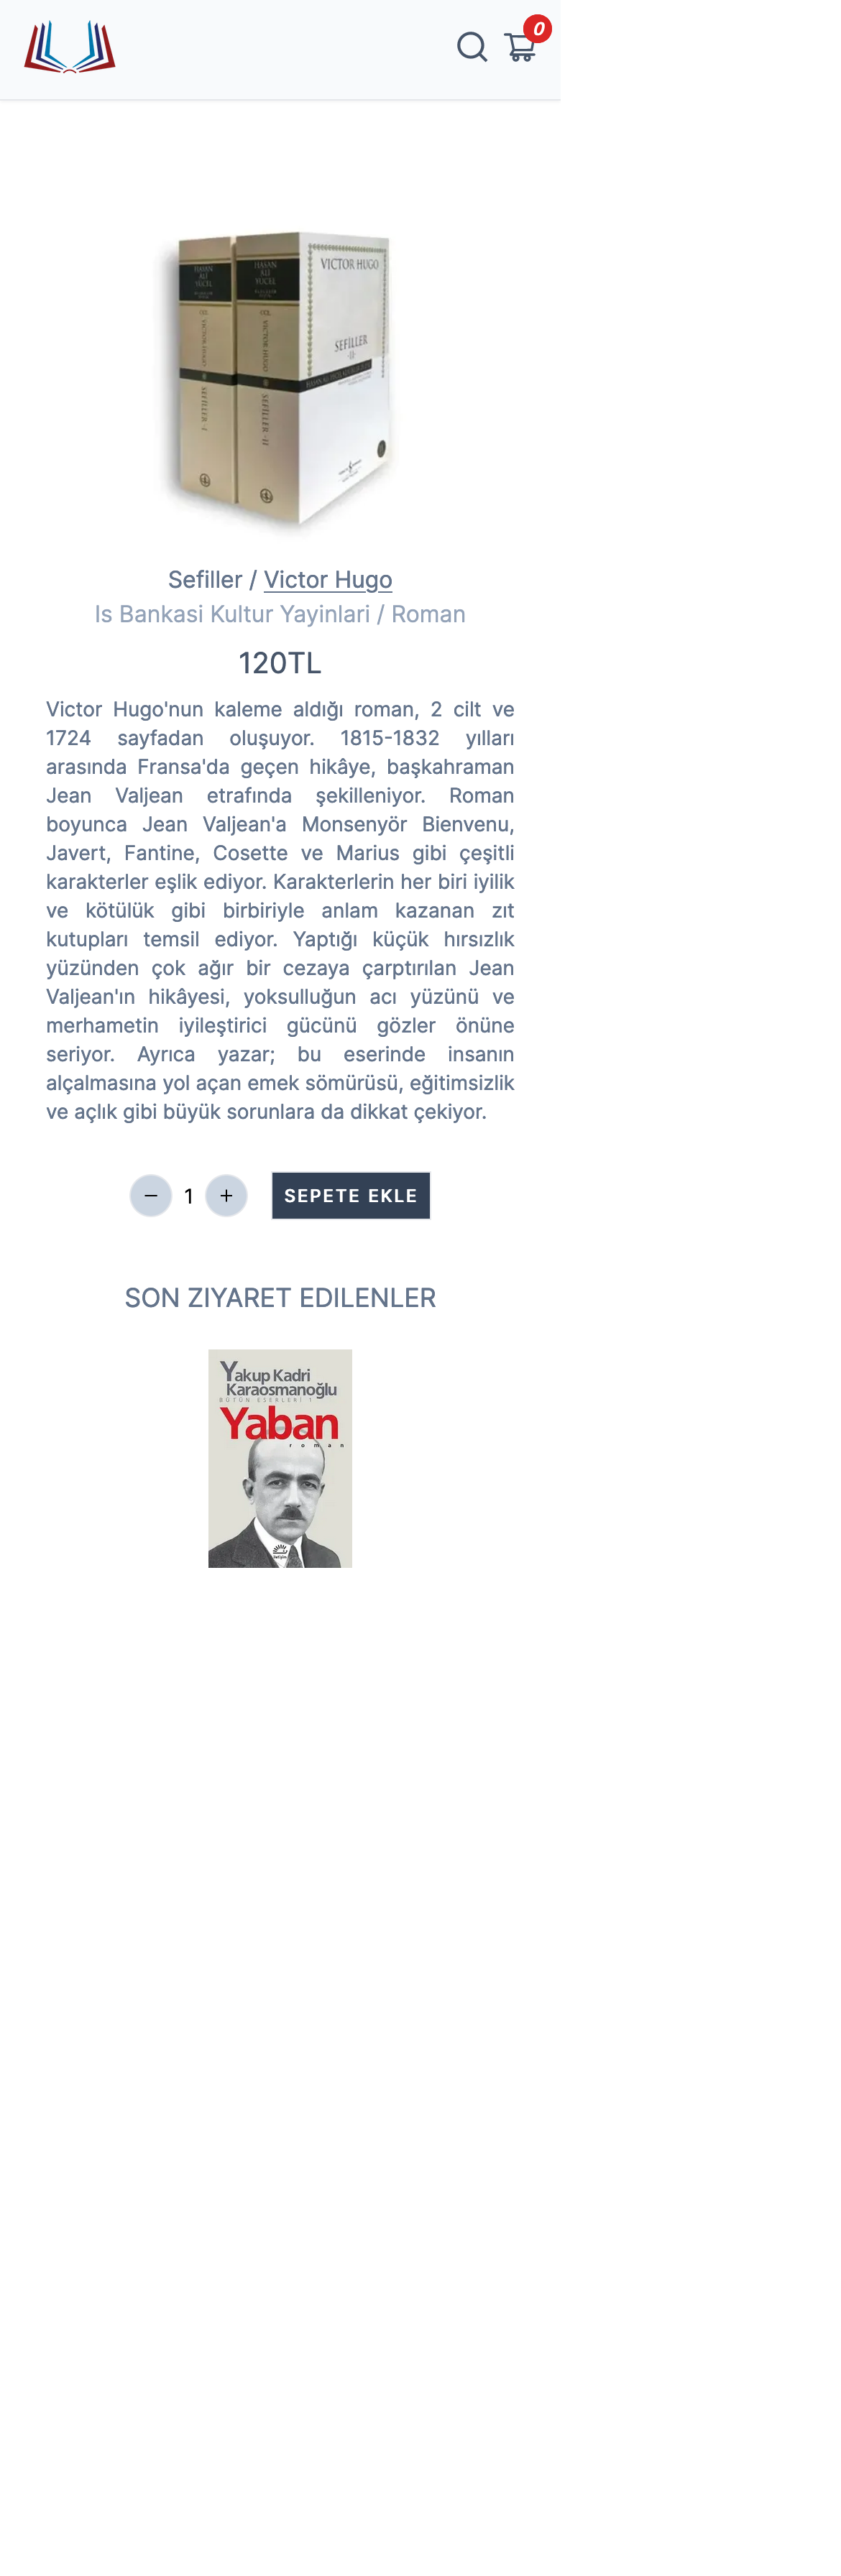 0
HASAN
ALİ
YÜCEL
HASAN
ALİ
YÜCEL
VICTOR HUGO
VICTOR HUGO
VICTOR HUGO
SEFİLLER
-II-
SEFİLLER - I
SEFİLLER - II
Sefiller / Victor Hugo
Is Bankasi Kultur Yayinlari / Roman
120TL
Victor Hugo'nun kaleme aldığı roman, 2 cilt ve
1724 sayfadan oluşuyor. 1815-1832 yılları
arasında Fransa'da geçen hikâye, başkahraman
Jean Valjean etrafında şekilleniyor. Roman
boyunca Jean Valjean'a Monsenyör Bienvenu,
Javert, Fantine, Cosette ve Marius gibi çeşitli
karakterler eşlik ediyor. Karakterlerin her biri iyilik
ve kötülük gibi birbiriyle anlam kazanan zıt
kutupları temsil ediyor. Yaptığı küçük hırsızlık
yüzünden çok ağır bir cezaya çarptırılan Jean
Valjean'ın hikâyesi, yoksulluğun acı yüzünü ve
merhametin iyileştirici gücünü gözler önüne
seriyor. Ayrıca yazar; bu eserinde insanın
alçalmasına yol açan emek sömürüsü, eğitimsizlik
ve açlık gibi büyük sorunlara da dikkat çekiyor.
− 1 + SEPETE EKLE
SON ZIYARET EDILENLER
Yakup Kadri
Karaosmanoğlu
BÜTÜN ESERLERİ 1
Yaban
roman
iletişim